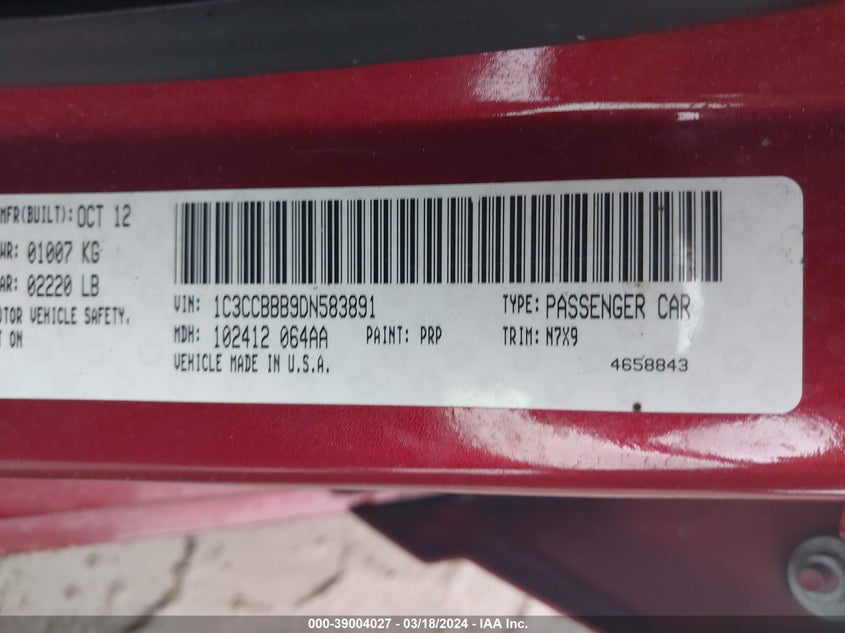 MFR(BUILT): OCT 12
WR: 01007 KG
AR: 02220 LB
OTOR VEHICLE SAFETY,
T ON
VIN: 1C3CCBBB9DN583891 TYPE: PASSENGER CAR
MDH: 102412 064AA PAINT: PRP TRIM: N7X9
VEHICLE MADE IN U.S.A. 4658843
000-39004027 - 03/18/2024 - IAA Inc.